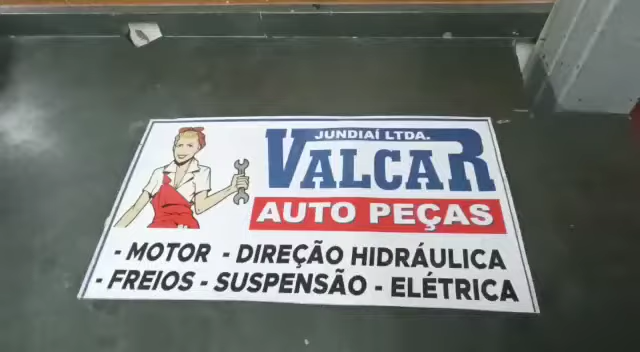 JUNDIAÍ LTDA.
VALCAR
AUTO PEÇAS
- MOTOR - DIREÇÃO HIDRÁULICA
- FREIOS - SUSPENSÃO - ELÉTRICA